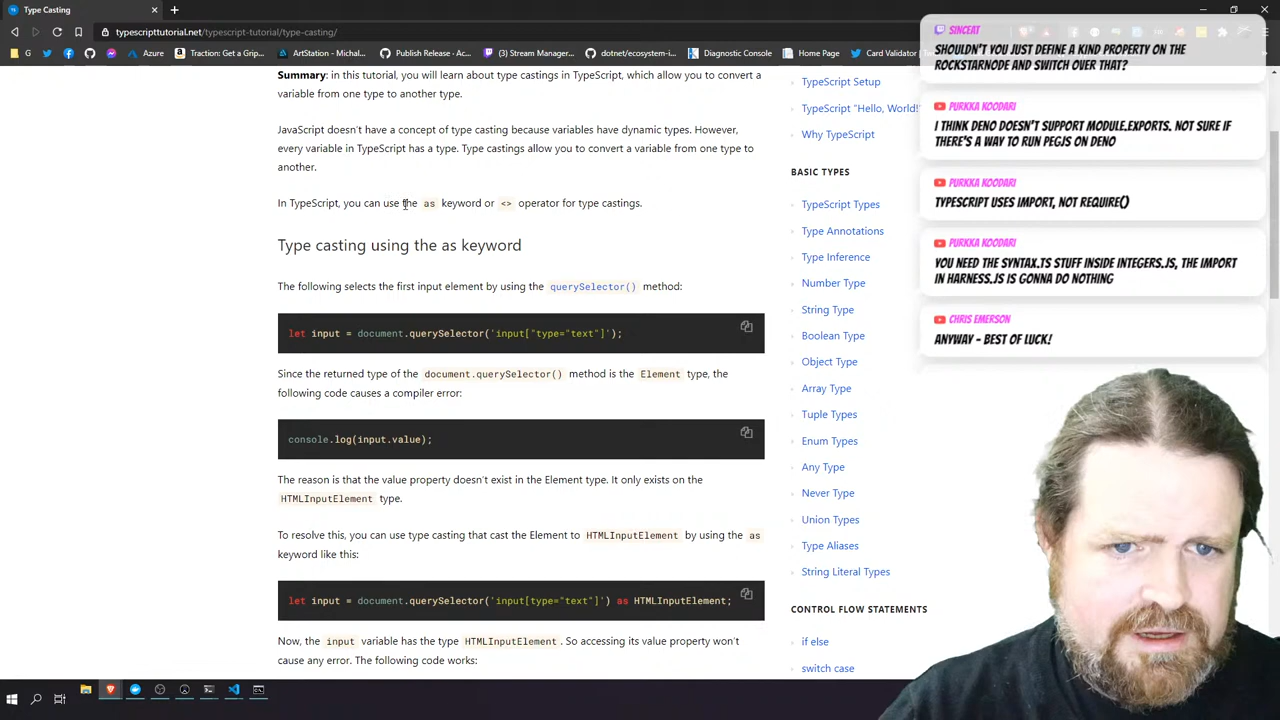 Type Casting
typescripttutorial.net/typescript-tutorial/type-casting/
G
Azure
Traction: Get a Gripp...
ArtStation - Michal...
Publish Release · Ac...
(3) Stream Manager...
dotnet/ecosystem-i...
Diagnostic Console
Home Page
Card Validator |
Summary: in this tutorial, you will learn about type castings in TypeScript, which allow you to convert a
variable from one type to another type.
JavaScript doesn't have a concept of type casting because variables have dynamic types. However,
every variable in TypeScript has a type. Type castings allow you to convert a variable from one type to
another.
In TypeScript, you can use the as keyword or <> operator for type castings.
Type casting using the as keyword
The following selects the first input element by using the querySelector() method:
let input = document.querySelector('input["type="text"]');
Since the returned type of the document.querySelector() method is the Element type, the
following code causes a compiler error:
console.log(input.value);
The reason is that the value property doesn't exist in the Element type. It only exists on the
HTMLInputElement type.
To resolve this, you can use type casting that cast the Element to HTMLInputElement by using the as
keyword like this:
let input = document.querySelector('input[type="text"]') as HTMLInputElement;
Now, the input variable has the type HTMLInputElement. So accessing its value property won't
cause any error. The following code works:
TypeScript Setup
TypeScript "Hello, World!"
Why TypeScript
BASIC TYPES
TypeScript Types
Type Annotations
Type Inference
Number Type
String Type
Boolean Type
Object Type
Array Type
Tuple Types
Enum Types
Any Type
Never Type
Union Types
Type Aliases
String Literal Types
CONTROL FLOW STATEMENTS
if else
switch case
SINCEAT
SHOULDN'T YOU JUST DEFINE A KIND PROPERTY ON THE
ROCKSTARNODE AND SWITCH OVER THAT?
PURKKA KOODARI
I THINK DENO DOESN'T SUPPORT MODULE.EXPORTS. NOT SURE IF
THERE'S A WAY TO RUN PEGJS ON DENO
PURKKA KOODARI
TYPESCRIPT USES IMPORT, NOT REQUIRE()
PURKKA KOODARI
YOU NEED THE SYNTAX.TS STUFF INSIDE INTEGERS.JS, THE IMPORT
IN HARNESS.JS IS GONNA DO NOTHING
CHRIS EMERSON
ANYWAY - BEST OF LUCK!